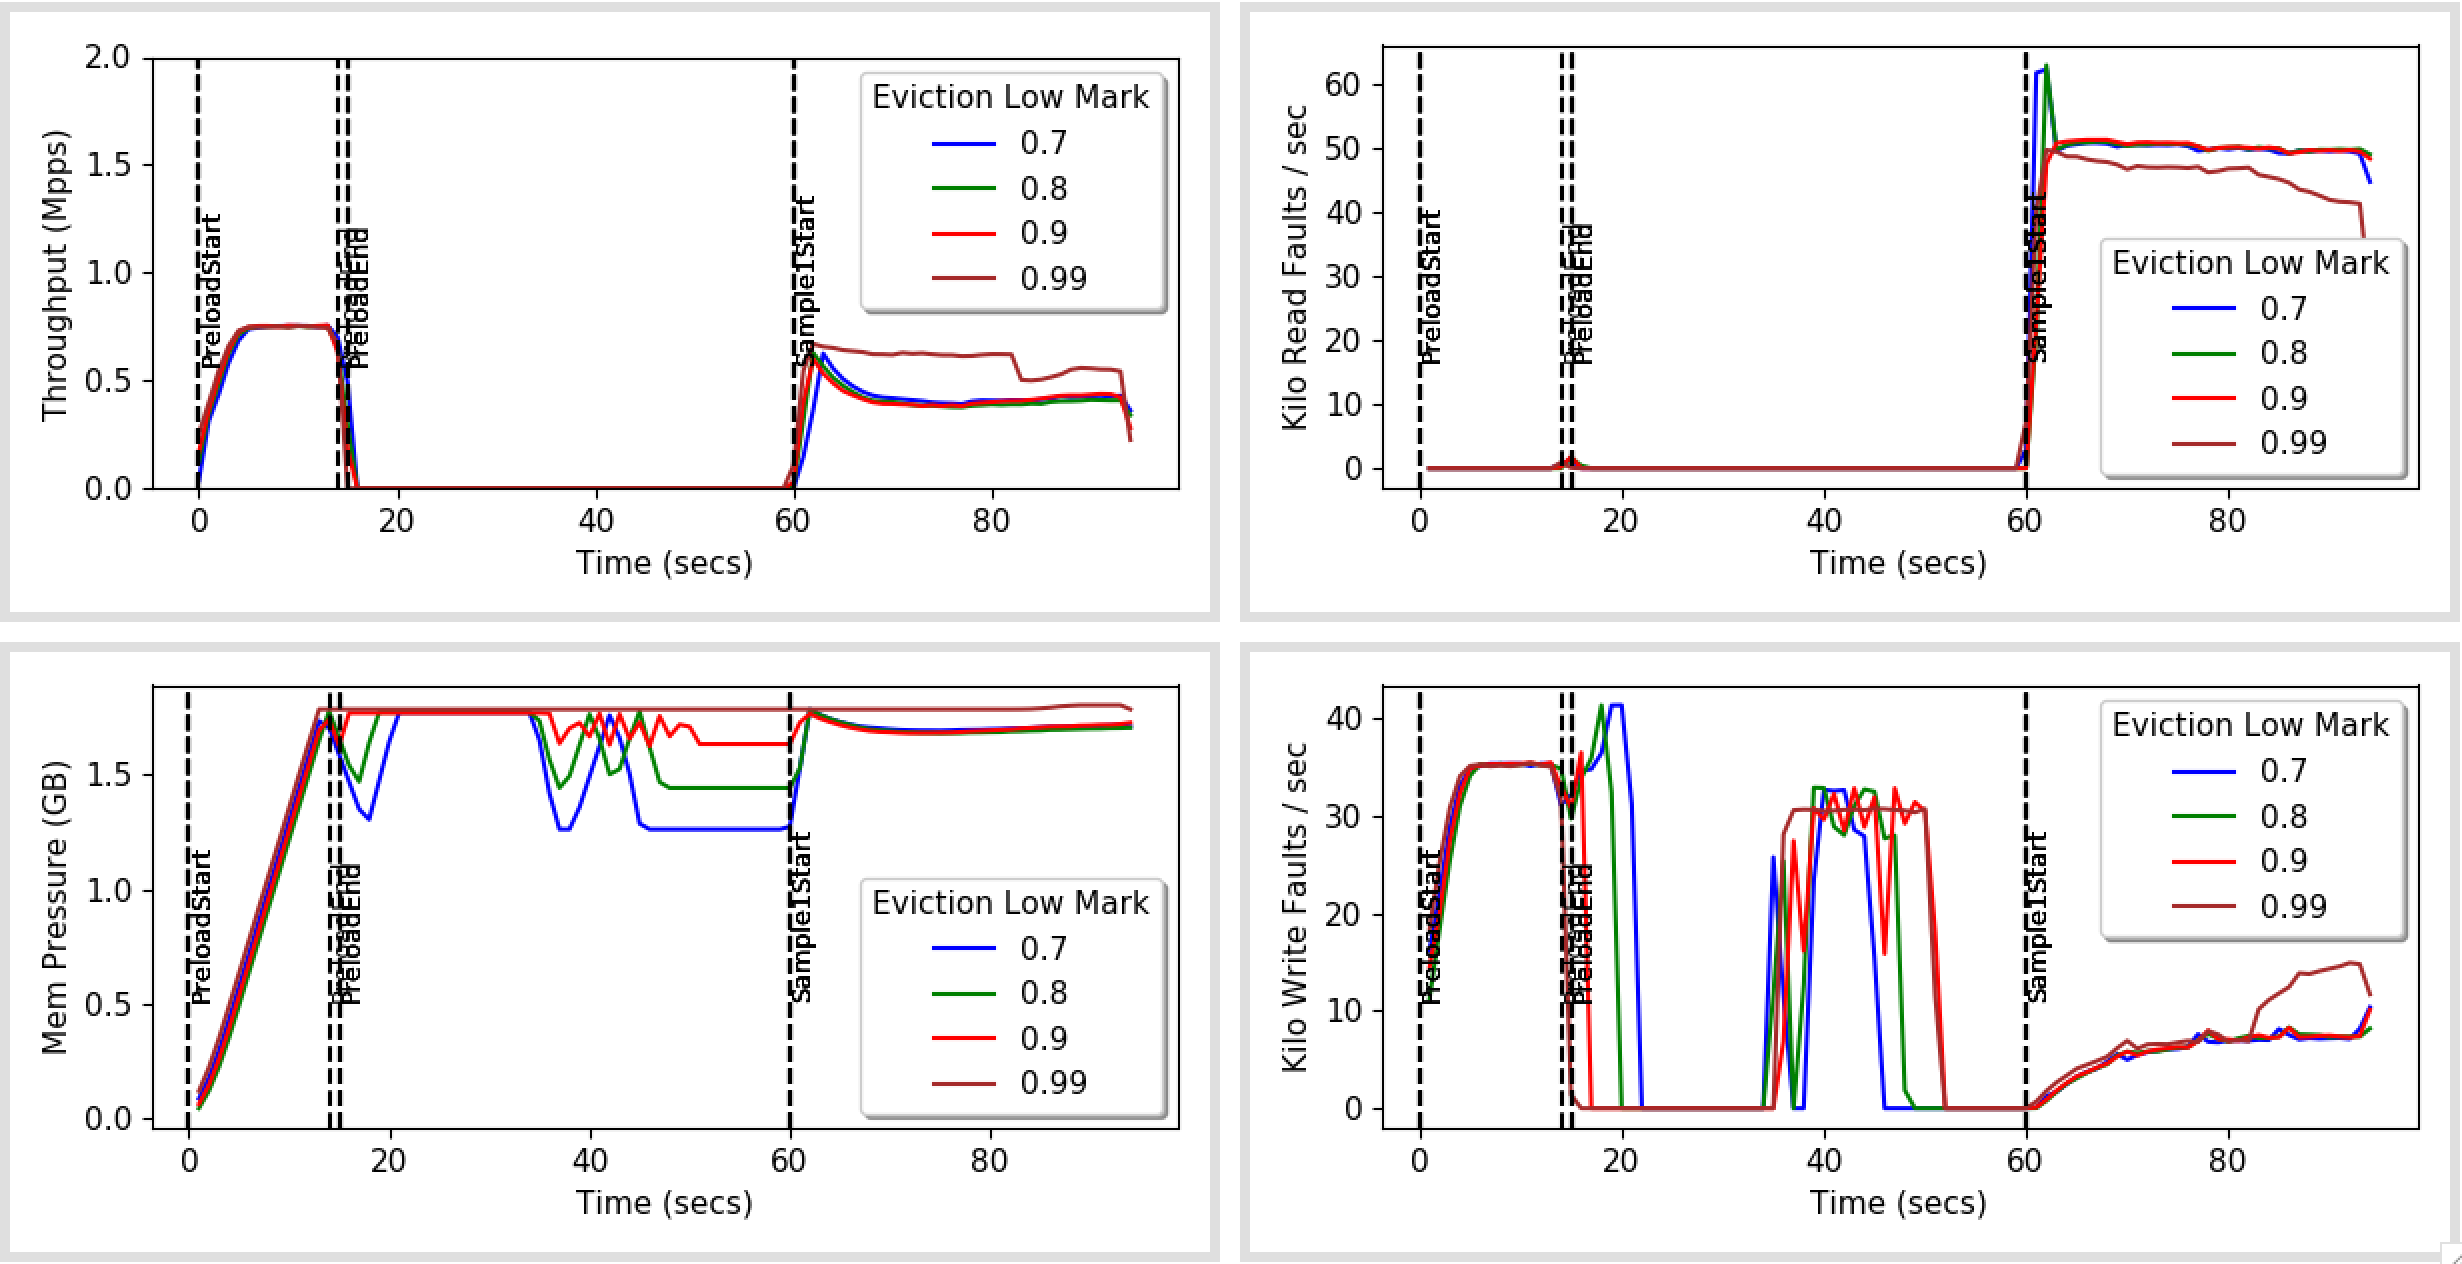 2.0
1.5
1.0
0.5
0.0
Throughput (Mpps)
PreloadStart
PreloadEnd
Sample1Start
Eviction Low Mark
0.7
0.8
0.9
0.99
0 20 40 60 80
Time (secs)
60
50
40
30
20
10
0
Kilo Read Faults / sec
PreloadStart
PreloadEnd
Sample1Start
Eviction Low Mark
0.7
0.8
0.9
0.99
0 20 40 60 80
Time (secs)
1.5
1.0
0.5
0.0
Mem Pressure (GB)
PreloadStart
PreloadEnd
Sample1Start
Eviction Low Mark
0.7
0.8
0.9
0.99
0 20 40 60 80
Time (secs)
40
30
20
10
0
Kilo Write Faults / sec
PreloadStart
PreloadEnd
Sample1Start
Eviction Low Mark
0.7
0.8
0.9
0.99
0 20 40 60 80
Time (secs)